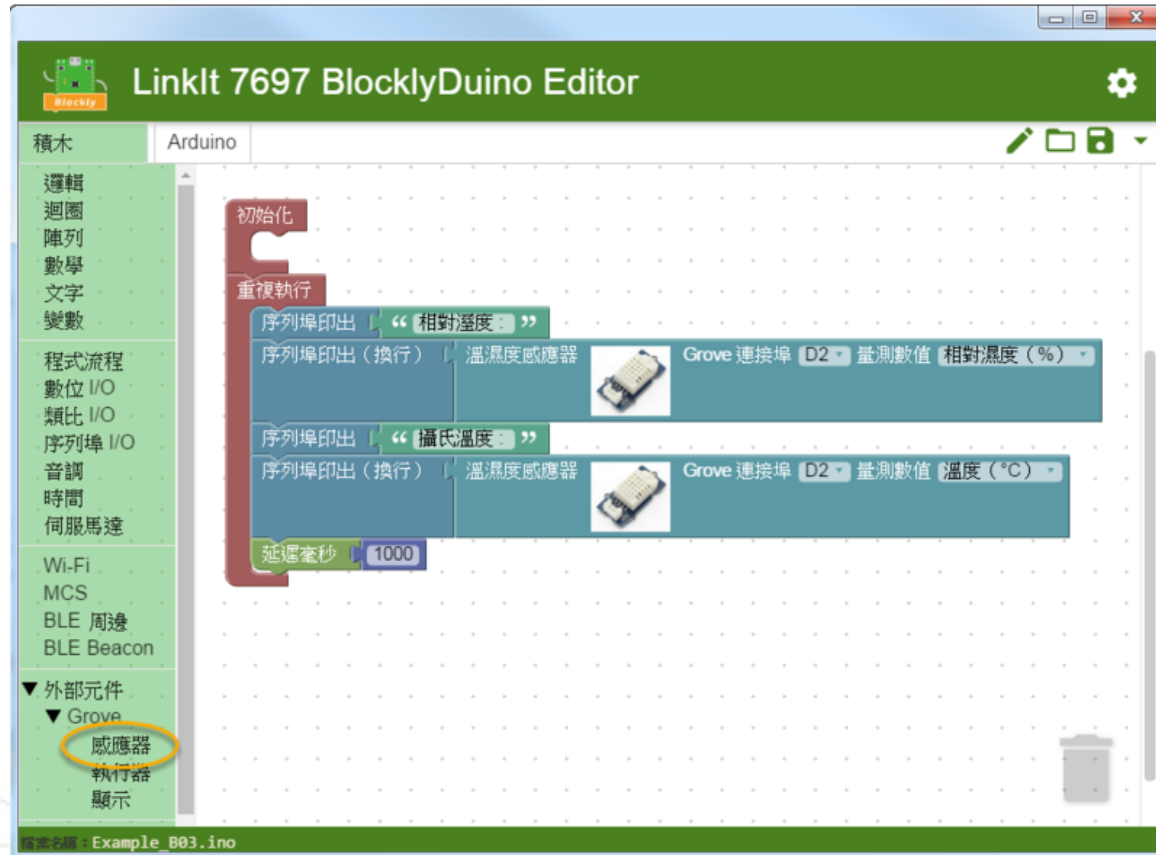 LinkIt 7697 BlocklyDuino Editor
Blockly
積木 Arduino
邏輯
迴圈
陣列
數學
文字
變數
程式流程
數位 I/O
類比 I/O
序列埠 I/O
音調
時間
伺服馬達
Wi-Fi
MCS
BLE 周邊
BLE Beacon
▼ 外部元件
▼ Grove
感應器
執行器
顯示
初始化
重複執行
序列埠印出 “ 相對溼度： ”
序列埠印出（換行） 溫濕度感應器 Grove 連接埠 D2 量測數值 相對濕度（%）
序列埠印出 “ 攝氏溫度： ”
序列埠印出（換行） 溫濕度感應器 Grove 連接埠 D2 量測數值 溫度（°C）
延遲毫秒 1000
檔案名稱：Example_B03.ino